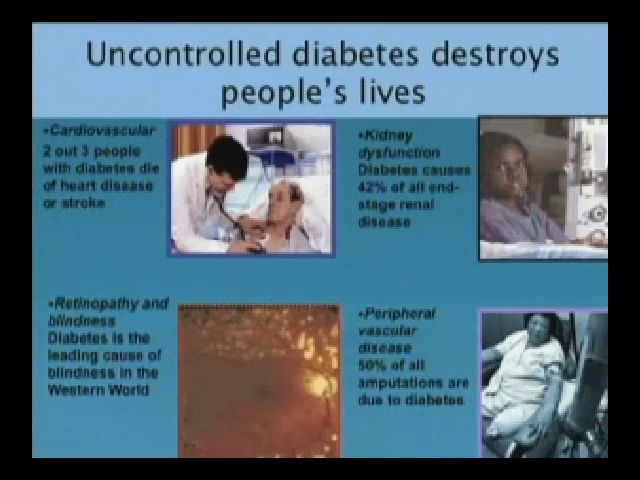 Uncontrolled diabetes destroys
people's lives
•Cardiovascular
2 out 3 people
with diabetes die
of heart disease
or stroke
•Kidney
dysfunction
Diabetes causes
42% of all end-
stage renal
disease
•Retinopathy and
blindness
Diabetes is the
leading cause of
blindness in the
Western World
•Peripheral
vascular
disease
50% of all
amputations are
due to diabetes